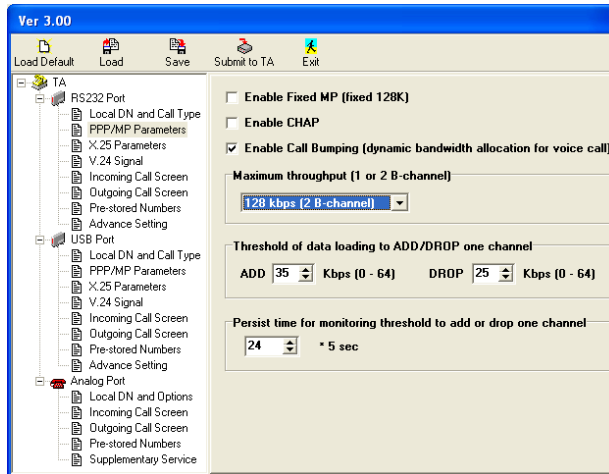 Ver 3.00
Load Default Load Save Submit to TA Exit
TA
RS232 Port
Local DN and Call Type
PPP/MP Parameters
X.25 Parameters
V.24 Signal
Incoming Call Screen
Outgoing Call Screen
Pre-stored Numbers
Advance Setting
USB Port
Local DN and Call Type
PPP/MP Parameters
X.25 Parameters
V.24 Signal
Incoming Call Screen
Outgoing Call Screen
Pre-stored Numbers
Advance Setting
Analog Port
Local DN and Options
Incoming Call Screen
Outgoing Call Screen
Pre-stored Numbers
Supplementary Service
Enable Fixed MP (fixed 128K)
Enable CHAP
Enable Call Bumping (dynamic bandwidth allocation for voice call)
Maximum throughput (1 or 2 B-channel)
128 kbps (2 B-channel)
Threshold of data loading to ADD/DROP one channel
ADD 35 Kbps (0 - 64) DROP 25 Kbps (0 - 64)
Persist time for monitoring threshold to add or drop one channel
24 * 5 sec